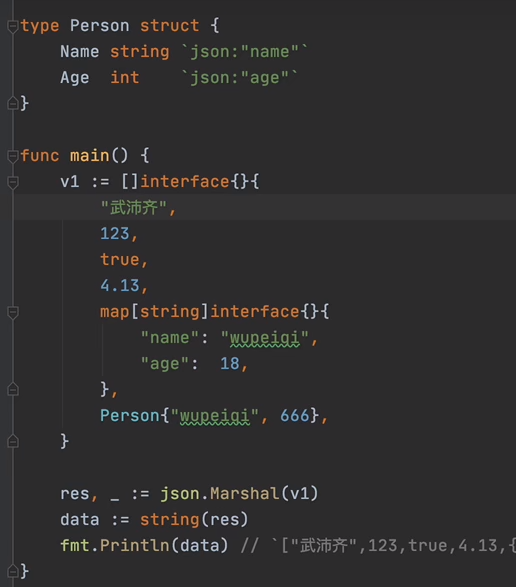 type Person struct {
    Name string `json:"name"`
    Age  int    `json:"age"`
}
func main() {
    v1 := []interface{}{
        "武沛齐",
        123,
        true,
        4.13,
        map[string]interface{}{
            "name": "wupeiqi",
            "age":  18,
        },
        Person{"wupeiqi", 666},
    }
    res, _ := json.Marshal(v1)
    data := string(res)
    fmt.Println(data) // `["武沛齐",123,true,4.13,{
}